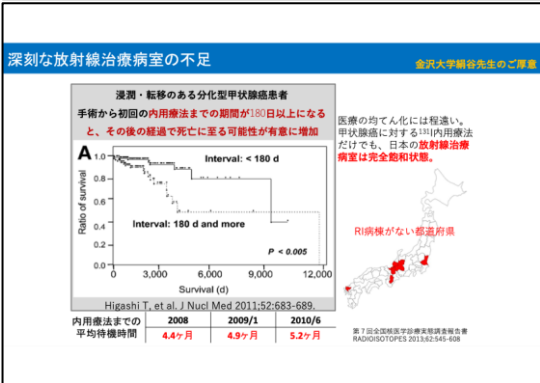 深刻な放射線治療病室の不足
金沢大学絹谷先生のご厚意
浸潤・転移のある分化型甲状腺癌患者
手術から初回の内用療法までの期間が180日以上になる
と、その後の経過で死亡に至る可能性が有意に増加
A
Ratio of survival
1.0
0.8
0.6
0.4
0.2
0.0
Interval: < 180 d
Interval: 180 d and more
P < 0.005
0 3,000 6,000 9,000 12,000
Survival (d)
Higashi T, et al. J Nucl Med 2011;52:683-689.
内用療法までの
平均待機時間
2008 2009/1 2010/6
4.4ケ月 4.9ケ月 5.2ケ月
医療の均てん化には程遠い。
甲状腺癌に対する¹³¹I内用療法
だけでも、日本の放射線治療
病室は完全飽和状態。
RI病棟がない都道府県
第7回全国核医学診療実態調査報告書
RADIOISOTOPES 2013;62:545-608